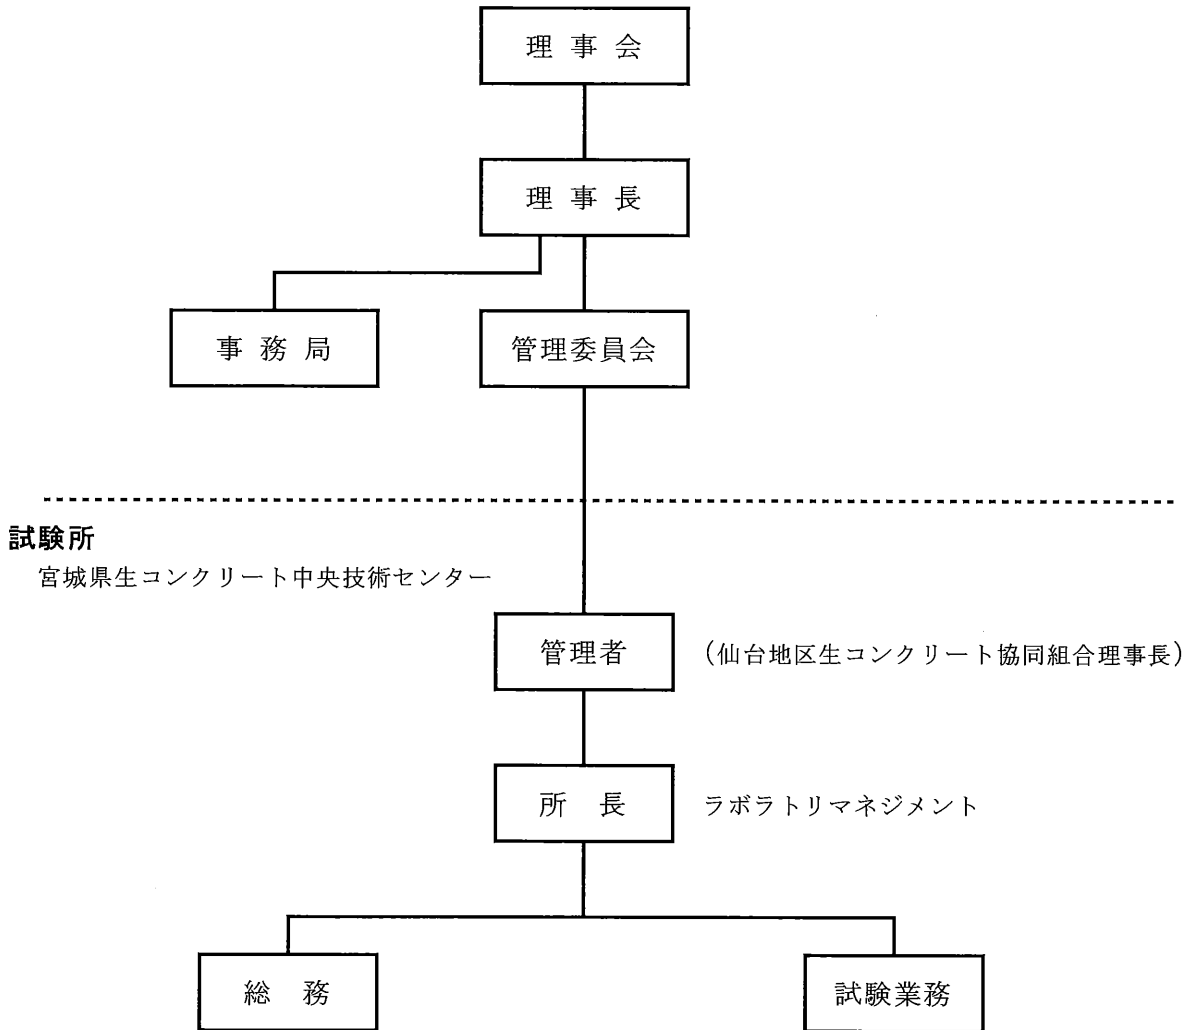 理事会
理事長
事務局
管理委員会
試験所
宮城県生コンクリート中央技術センター
管理者
(仙台地区生コンクリート協同組合理事長)
所 長
ラボラトリマネジメント
総 務
試験業務